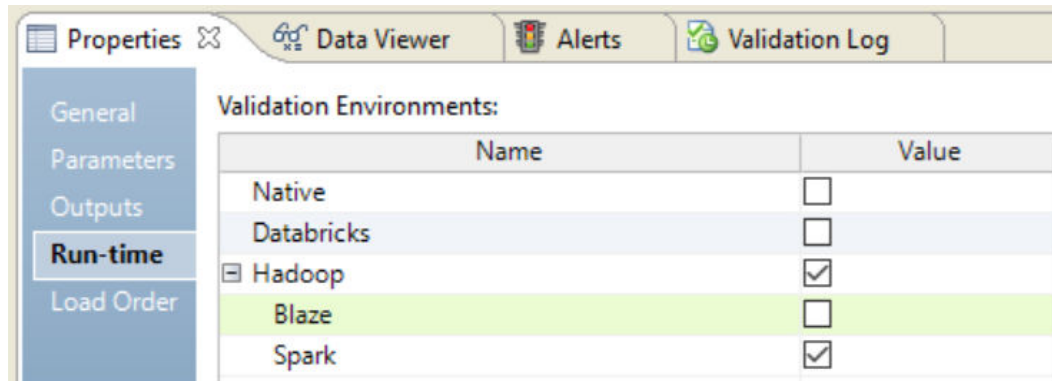 Properties Data Viewer Alerts Validation Log
General
Parameters
Outputs
Run-time
Load Order
Validation Environments:
Name Value
Native
Databricks
Hadoop
Blaze
Spark